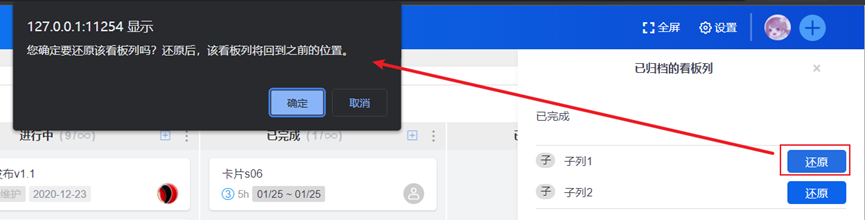 127.0.0.1:11254 显示
您确定要还原该看板列吗？还原后，该看板列将回到之前的位置。
确定 取消
全屏 设置
已归档的看板列
已完成
子 子列1 还原
子 子列2 还原
进行中 (9/∞)
已完成 (1/∞)
布v1.1
维护 2020-12-23
卡片s06
3 5h 01/25 ~ 01/25